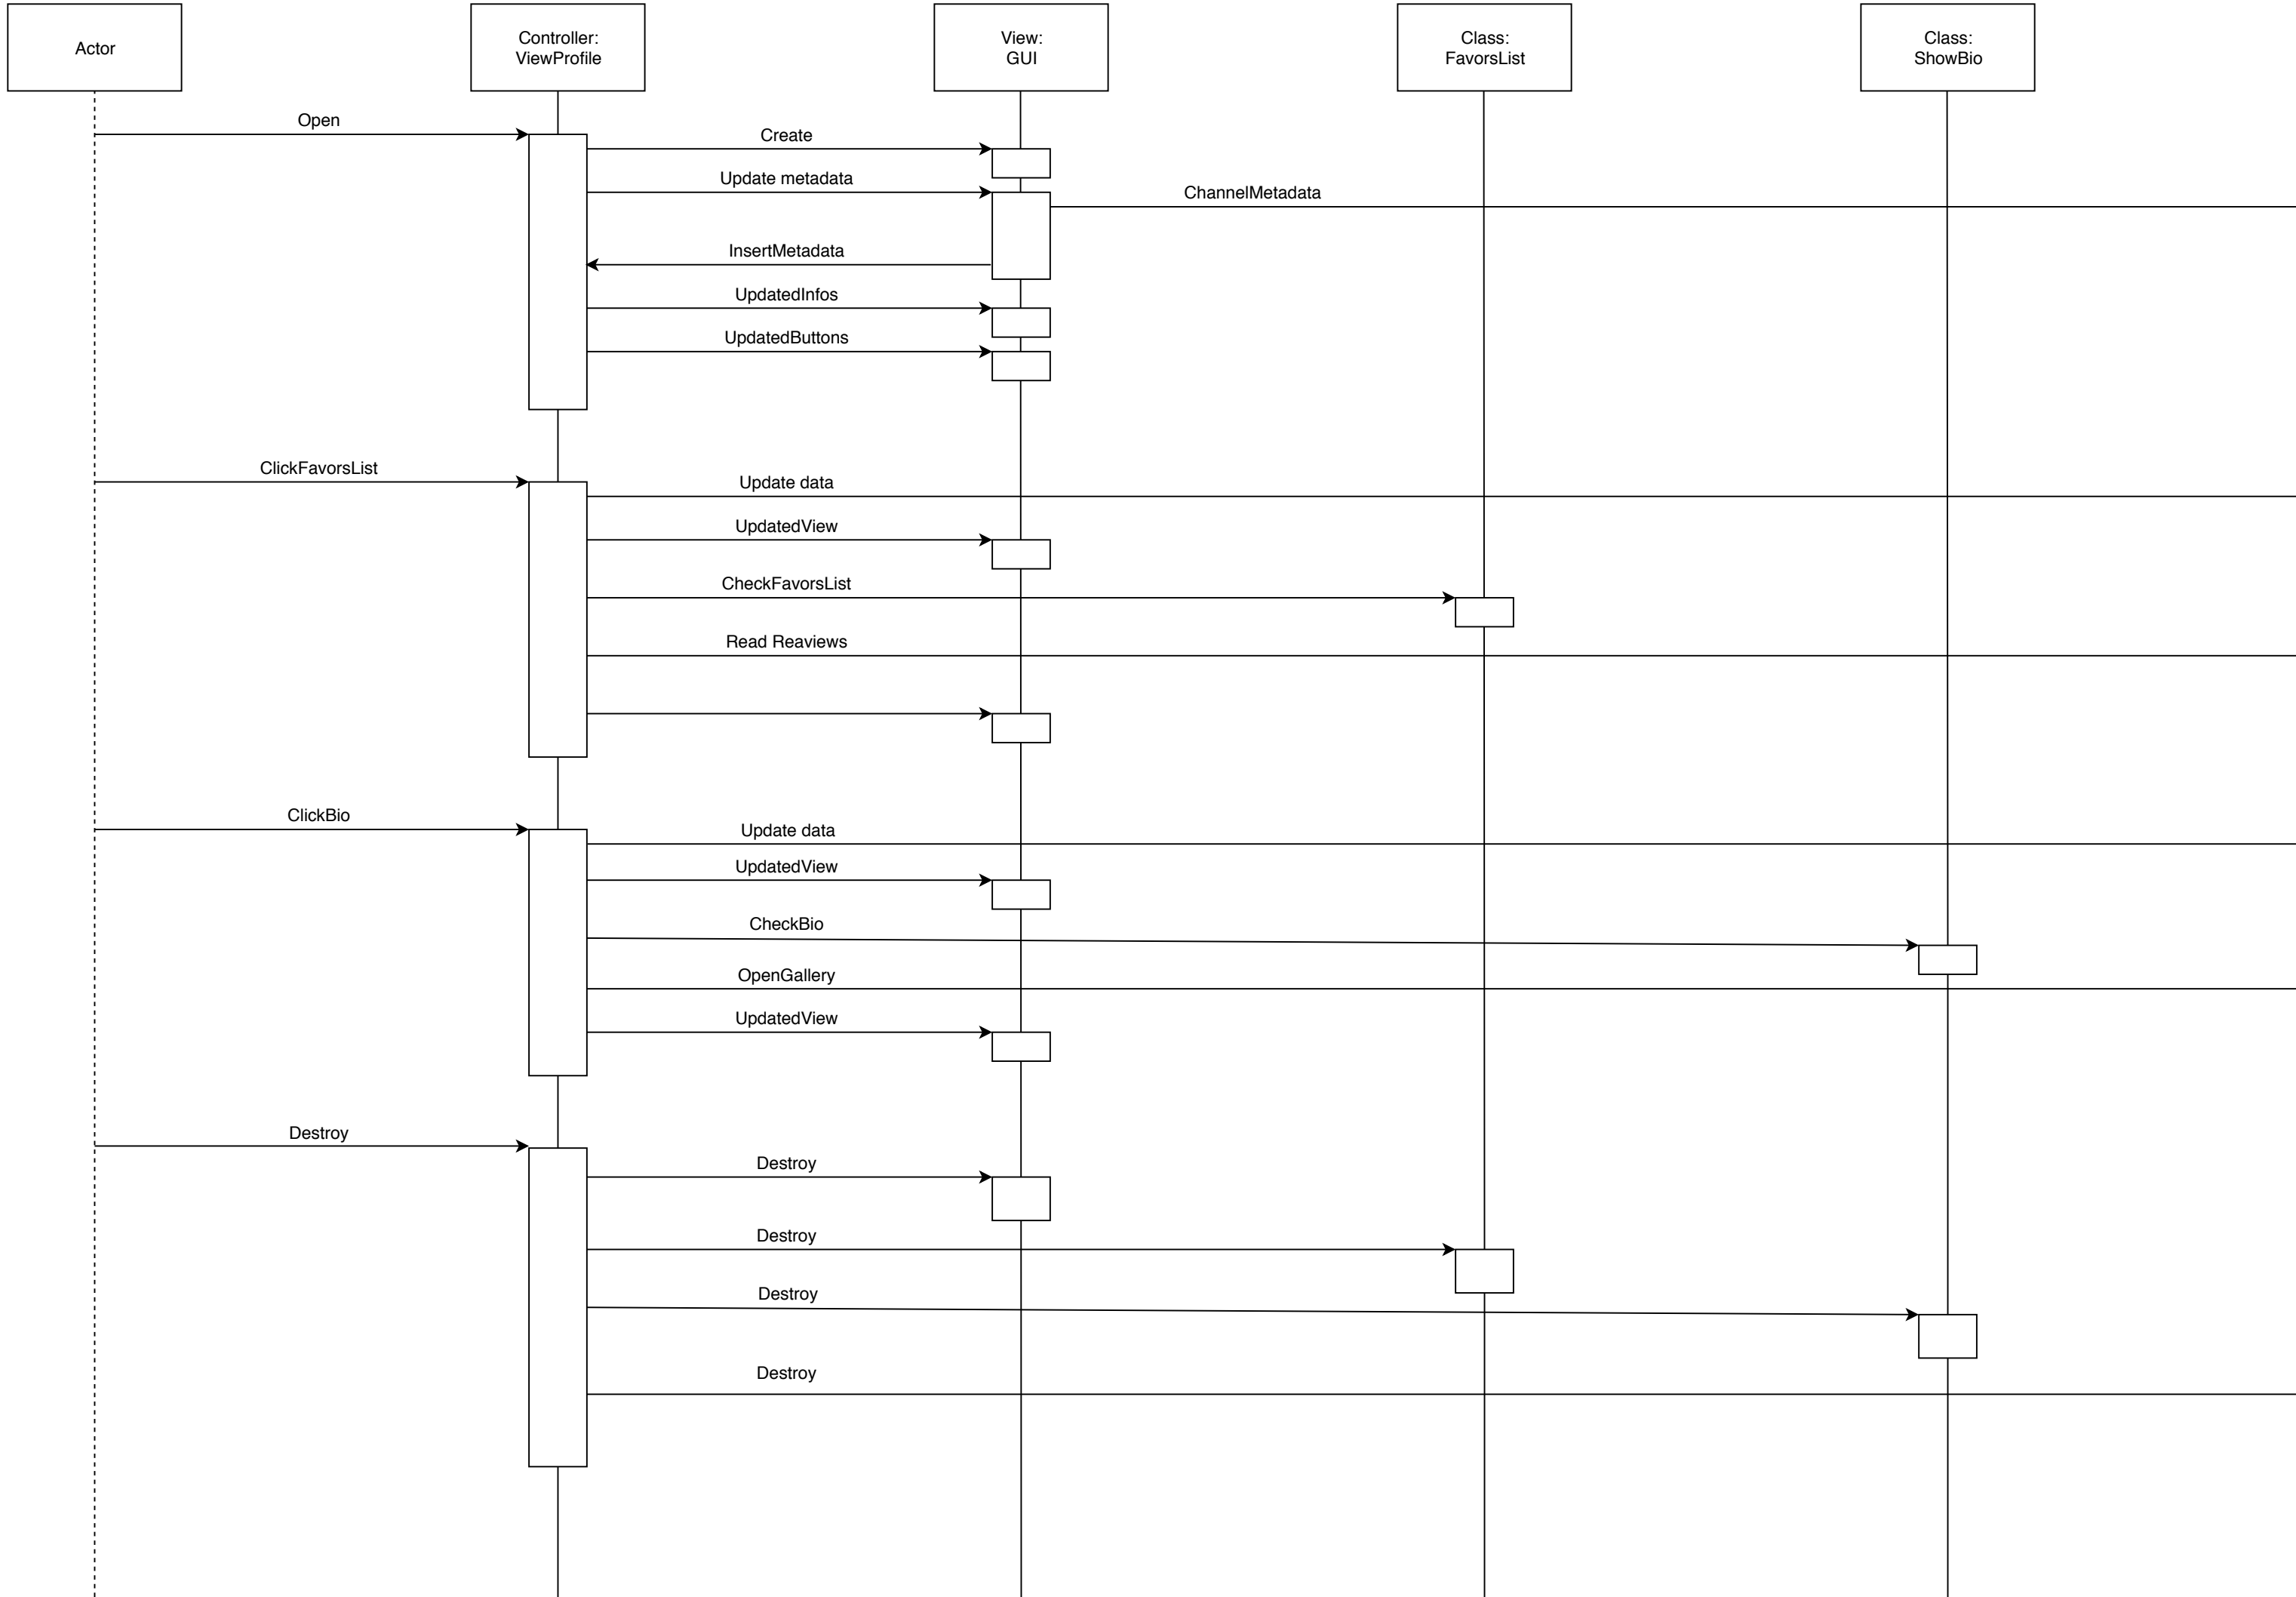 Actor
Controller:
ViewProfile
View:
GUI
Class:
FavorsList
Class:
ShowBio
Open
Create
Update metadata
ChannelMetadata
InsertMetadata
UpdatedInfos
UpdatedButtons
ClickFavorsList
Update data
UpdatedView
CheckFavorsList
Read Reaviews
ClickBio
Update data
UpdatedView
CheckBio
OpenGallery
UpdatedView
Destroy
Destroy
Destroy
Destroy
Destroy